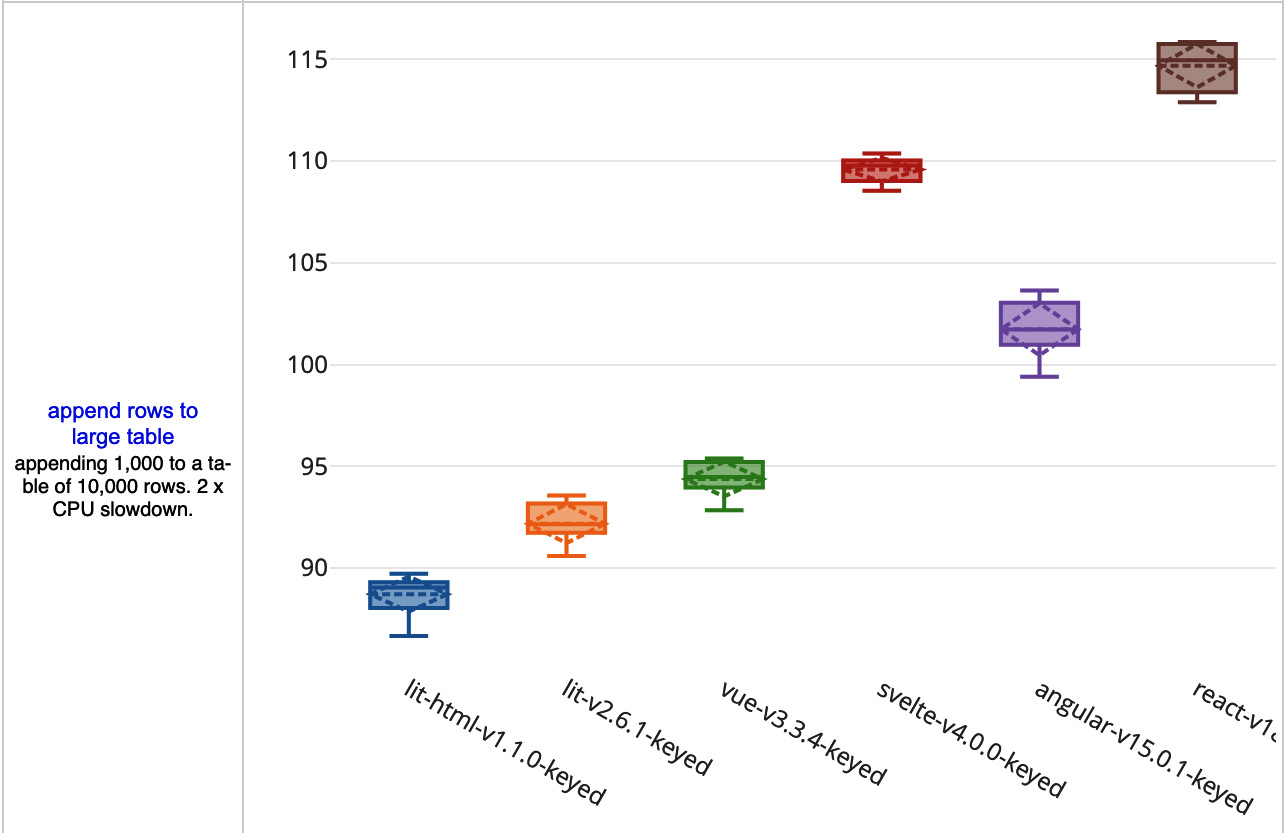 append rows to
large table
appending 1,000 to a ta-
ble of 10,000 rows. 2 x
CPU slowdown.
115
110
105
100
95
90
lit-html-v1.1.0-keyed
lit-v2.6.1-keyed
vue-v3.3.4-keyed
svelte-v4.0.0-keyed
angular-v15.0.1-keyed
react-v1